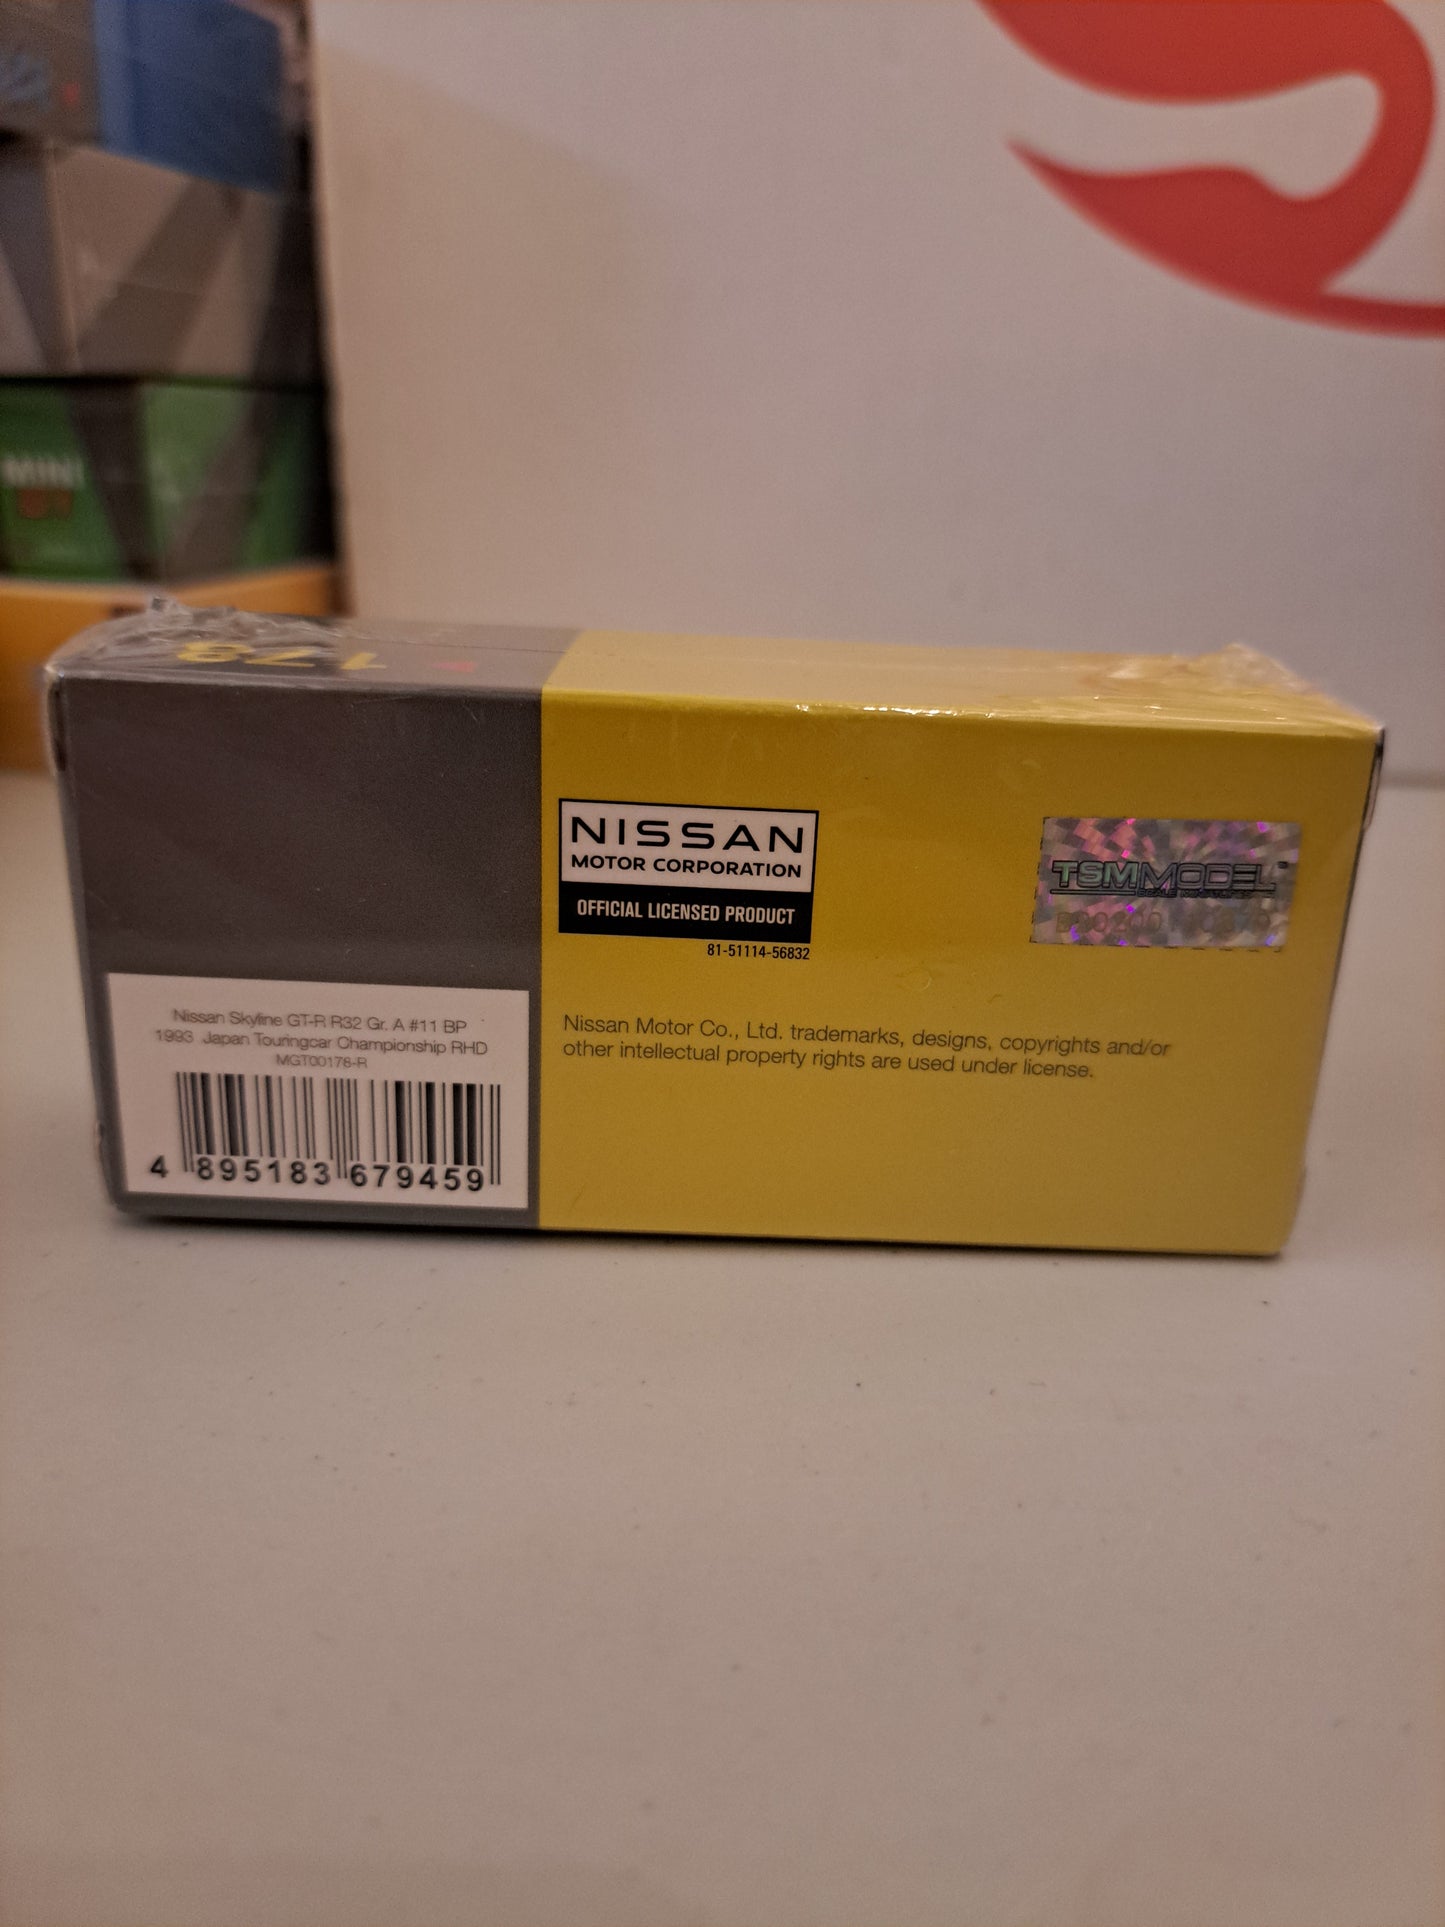 MINI
GT
178
NISSAN
MOTOR CORPORATION
OFFICIAL LICENSED PRODUCT
81-51114-56832
TSMMODEL
Nissan Skyline GT-R R32 Gr. A #11 BP
1993 Japan Touringcar Championship RHD
MGT00178-R
4 895183 679459
Nissan Motor Co., Ltd. trademarks, designs, copyrights and/or
other intellectual property rights are used under license.